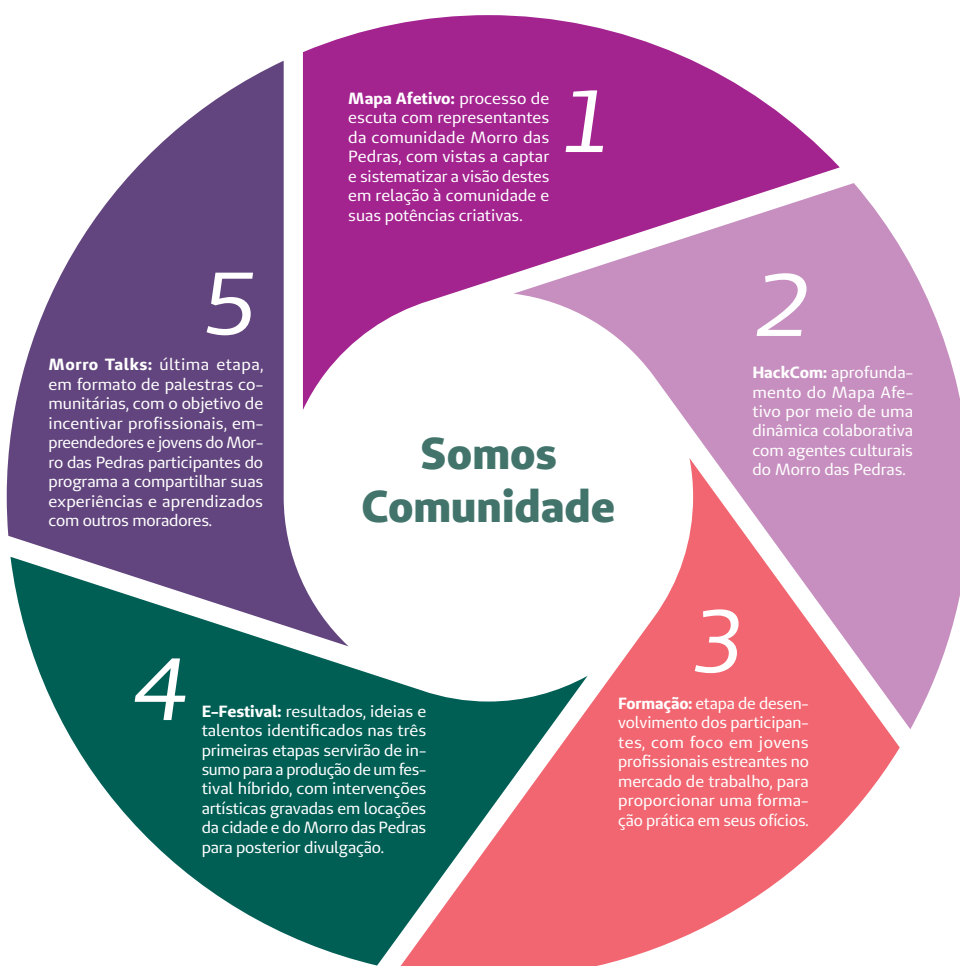 1
Mapa Afetivo: processo de
escuta com representantes
da comunidade Morro das
Pedras, com vistas a captar
e sistematizar a visão destes
em relação à comunidade e
suas potências criativas.
2
HackCom: aprofunda-
mento do Mapa Afe-
tivo por meio de uma
dinâmica colaborativa
com agentes culturais
do Morro das Pedras.
3
Formação: etapa de desen-
volvimento dos participan-
tes, com foco em jovens
profissionais estreantes no
mercado de trabalho, para
proporcionar uma forma-
ção prática em seus ofícios.
4
E-Festival: resultados, ideias e
talentos identificados nas três
primeiras etapas servirão de in-
sumo para a produção de um fes-
tival híbrido, com intervenções
artísticas gravadas em locações
da cidade e do Morro das Pedras
para posterior divulgação.
5
Morro Talks: última etapa,
em formato de palestras co-
munitárias, com o objetivo de
incentivar profissionais, em-
preendedores e jovens do Mor-
ro das Pedras participantes do
programa a compartilhar suas
experiências e aprendizados
com outros moradores.
Somos
Comunidade